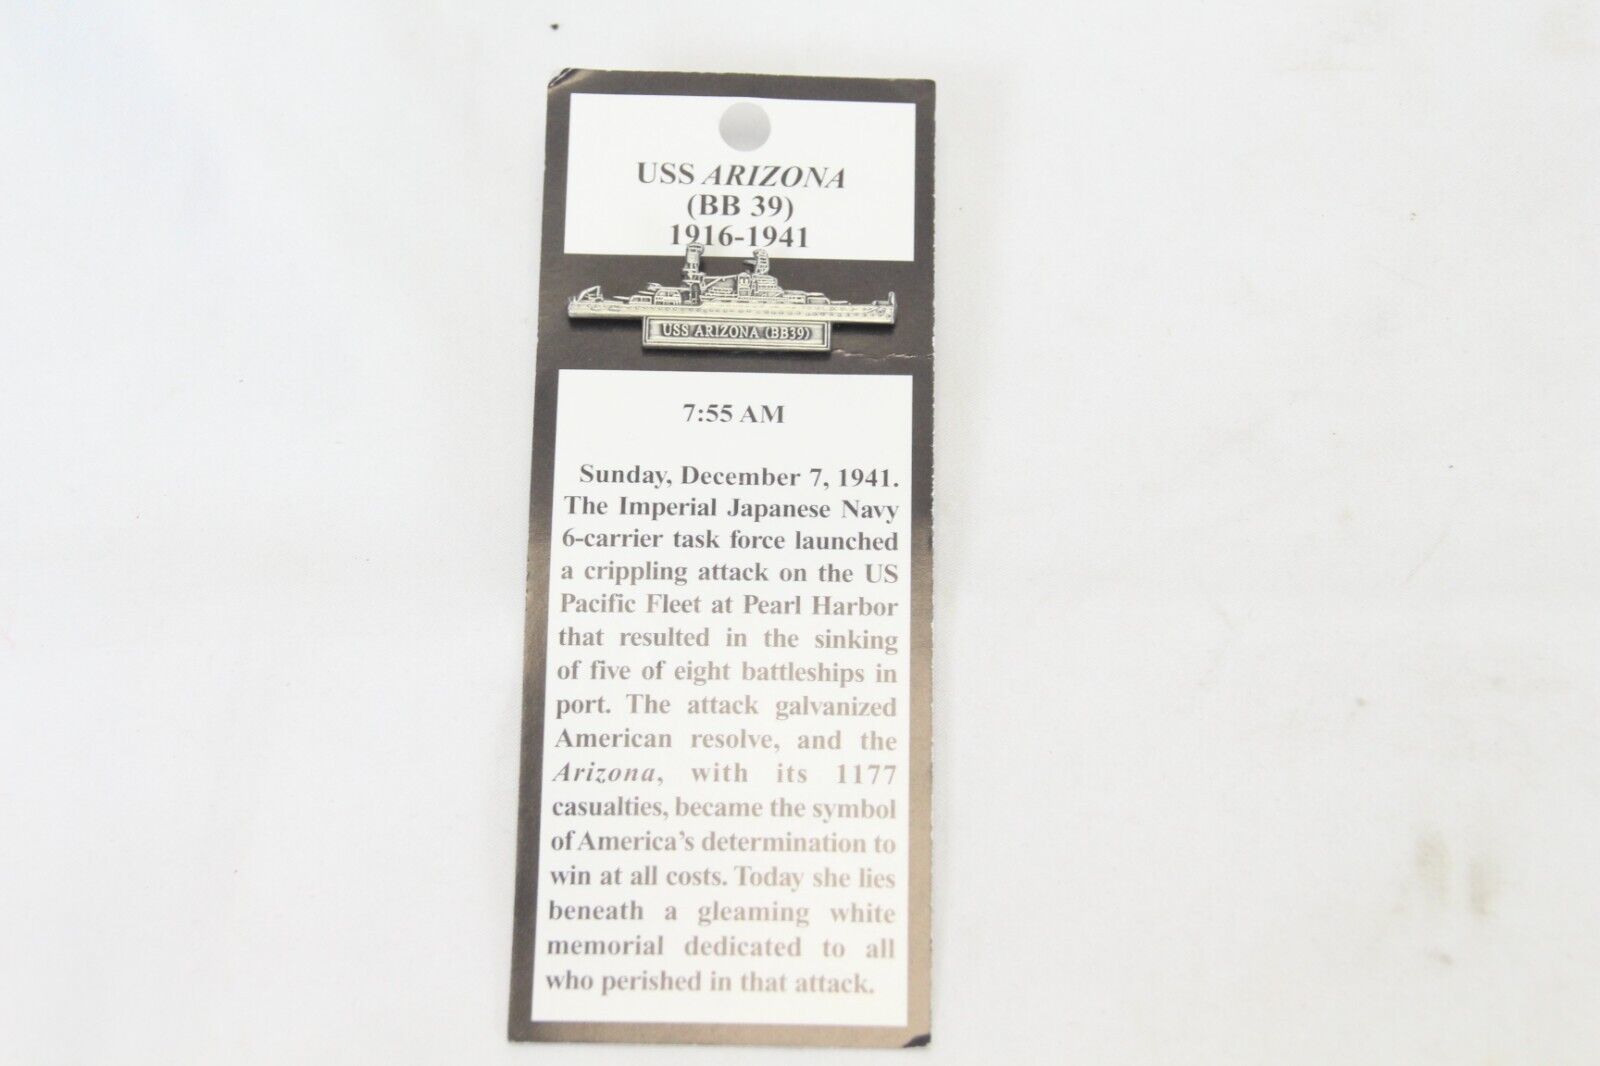 USS ARIZONA
(BB 39)
1916-1941
USS ARIZONA (BB39)
7:55 AM
Sunday, December 7, 1941.
The Imperial Japanese Navy
6-carrier task force launched
a crippling attack on the US
Pacific Fleet at Pearl Harbor
that resulted in the sinking
of five of eight battleships in
port. The attack galvanized
American resolve, and the
Arizona, with its 1177
casualties, became the symbol
of America's determination to
win at all costs. Today she lies
beneath a gleaming white
memorial dedicated to all
who perished in that attack.